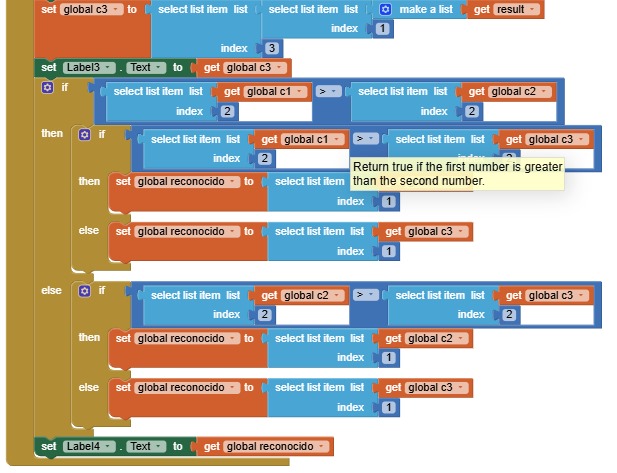 set global c3 to select list item list select list item list make a list get result
index 1
index 3
set Label3 . Text to get global c3
if select list item list get global c1 > select list item list get global c2
index 2 index 2
then if select list item list get global c1 > select list item list get global c3
index 2
Return true if the first number is greater
than the second number.
then set global reconocido to select list item
index 1
else set global reconocido to select list item list get global c3
index 1
else if select list item list get global c2 > select list item list get global c3
index 2 index 2
then set global reconocido to select list item list get global c2
index 1
else set global reconocido to select list item list get global c3
index 1
set Label4 . Text to get global reconocido